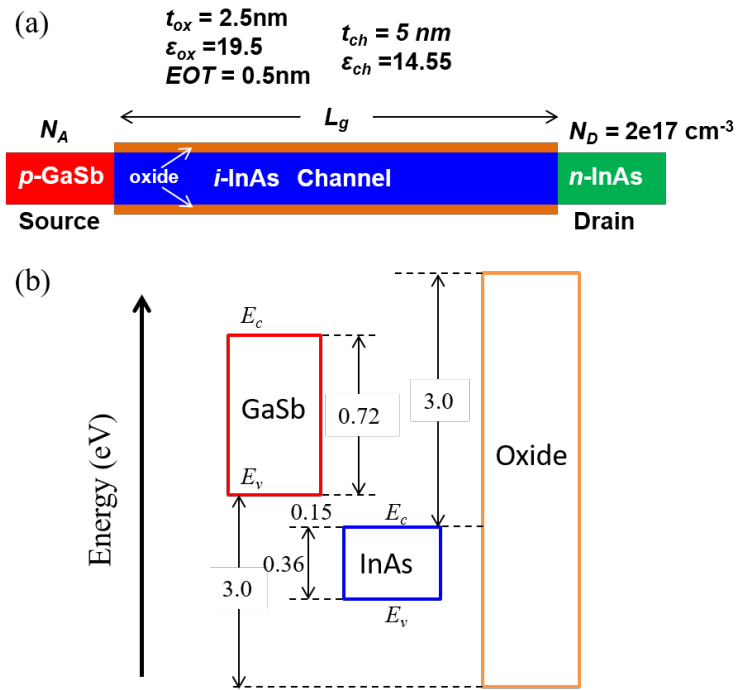 (a)
t_ox = 2.5nm
ε_ox =19.5
EOT = 0.5nm
t_ch = 5 nm
ε_ch =14.55
L_g
N_A
N_D = 2e17 cm⁻³
p-GaSb
oxide
i-InAs Channel
n-InAs
Source
Drain
(b)
Energy (eV)
E_c
GaSb
E_v
0.72
3.0
Oxide
0.15
E_c
0.36
InAs
3.0
E_v